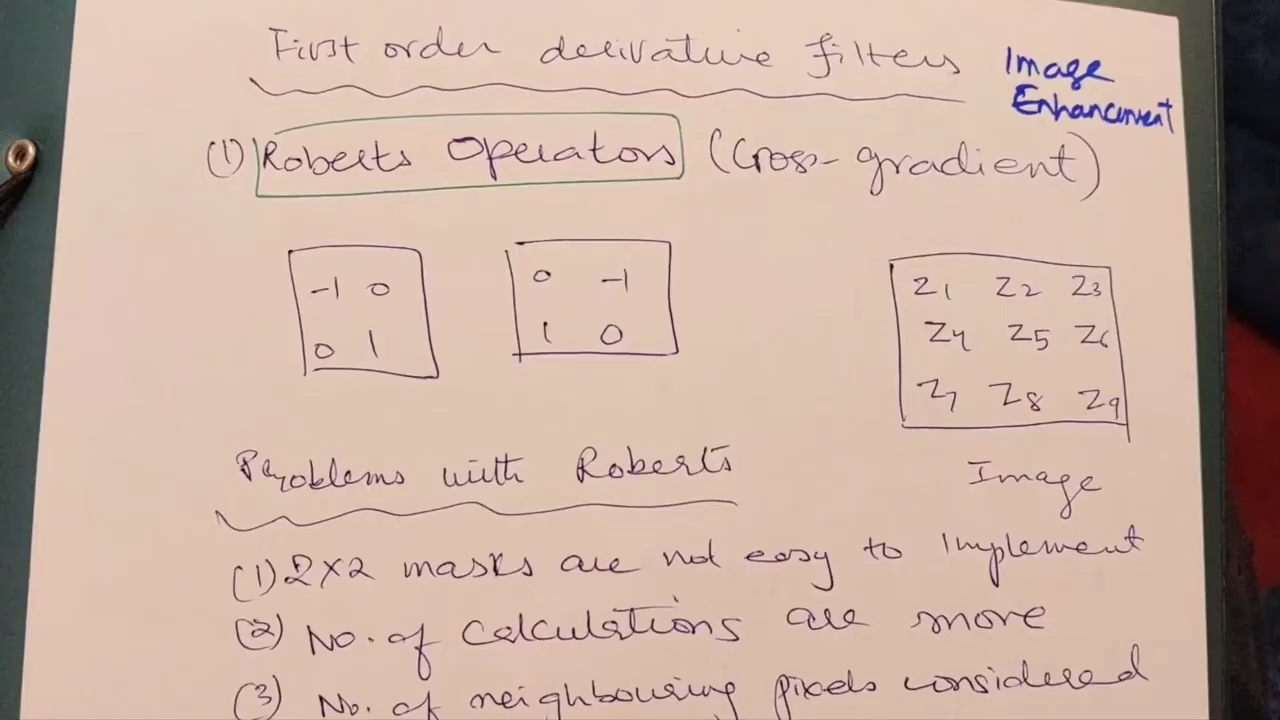 First order derivative filters
Image
Enhancement
(1) Roberts Operators (Cross-gradient)
-1 0
0 1
0 -1
1 0
Z1 Z2 Z3
Z4 Z5 Z6
Z7 Z8 Z9
Image
Problems with Roberts
(1) 2x2 masks are not easy to implement
(2) No. of calculations are more
(3) No. of neighbouring pixels considered